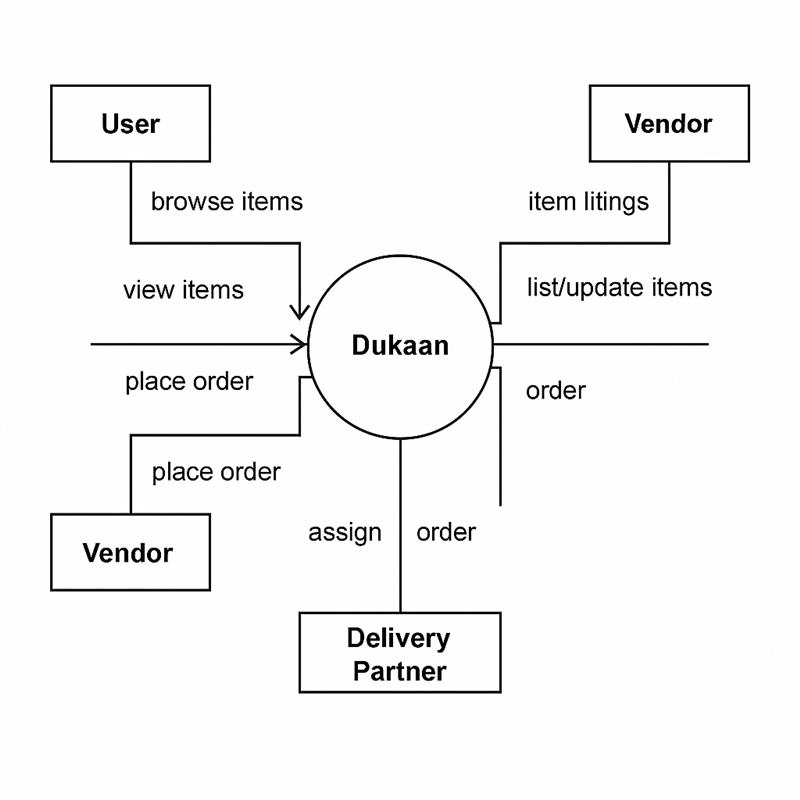 User
Vendor
browse items
item litings
view items
list/update items
Dukaan
place order
order
place order
Vendor
assign order
Delivery
Partner